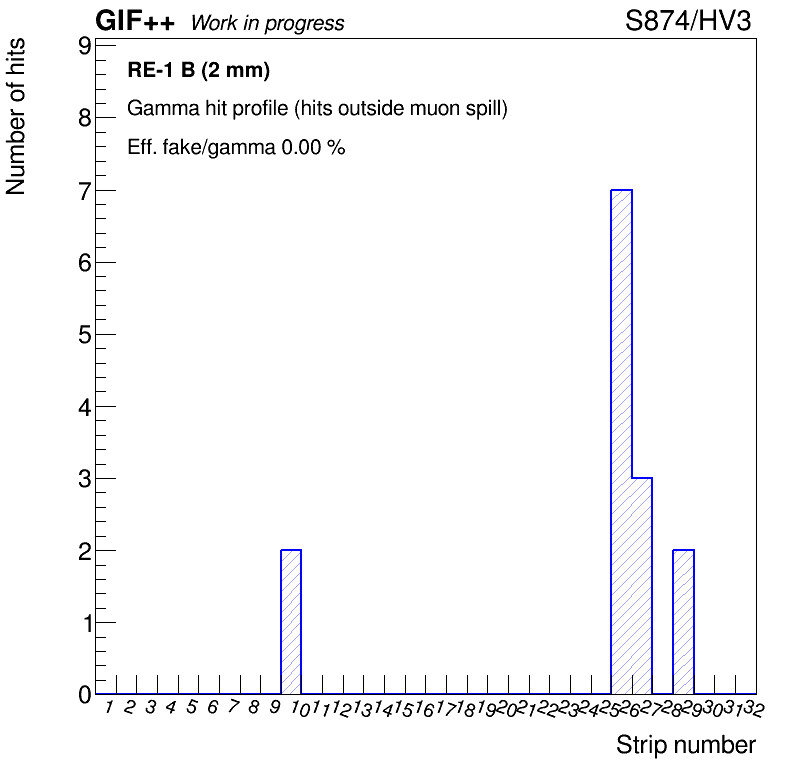 GIF++ Work in progress S874/HV3
Number of hits
RE-1 B (2 mm)
Gamma hit profile (hits outside muon spill)
Eff. fake/gamma 0.00 %
9
8
7
6
5
4
3
2
1
0
1 2 3 4 5 6 7 8 9 10 11 12 13 14 15 16 17 18 19 20 21 22 23 24 25 26 27 28 29 30 31 32
Strip number